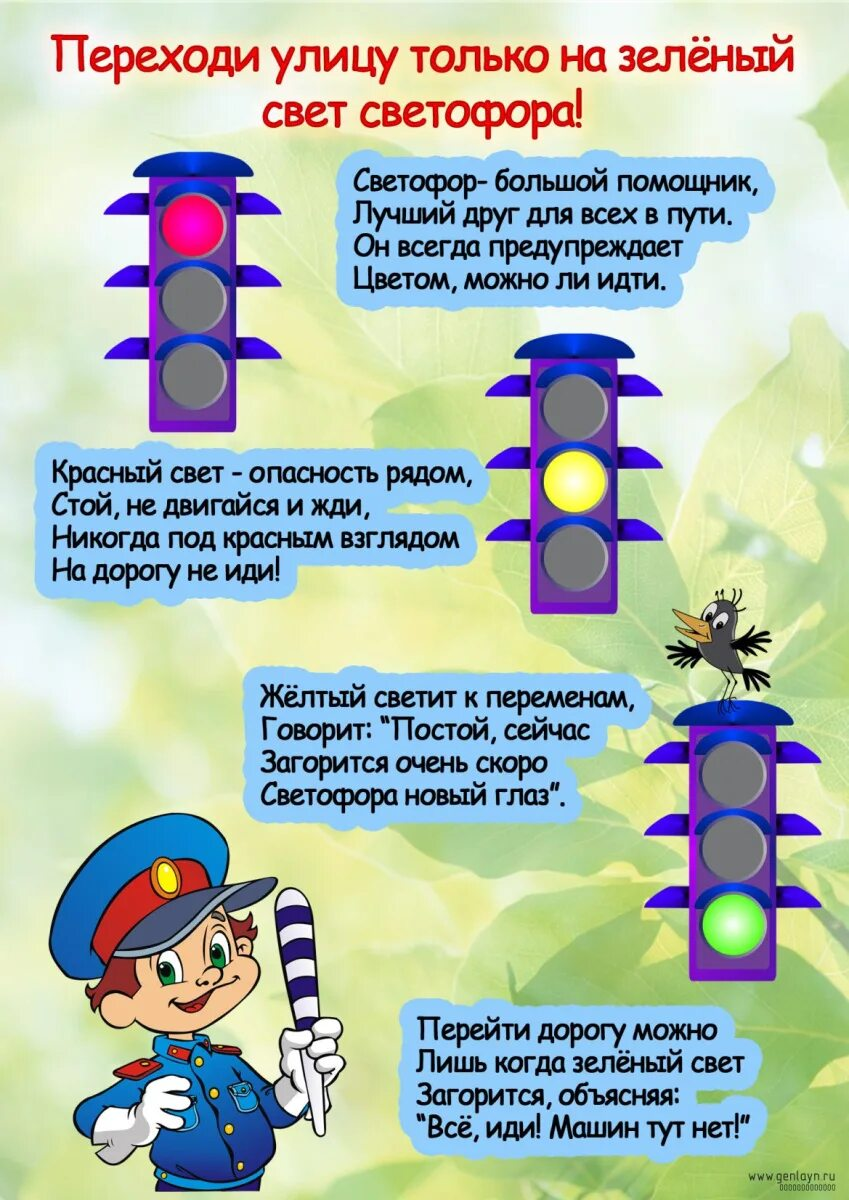 Переходи улицу только на зелёный
свет светофора!
Светофор- большой помощник,
Лучший друг для всех в пути.
Он всегда предупреждает
Цветом, можно ли идти.
Красный свет - опасность рядом,
Стой, не двигайся и жди,
Никогда под красным взглядом
На дорогу не иди!
Жёлтый светит к переменам,
Говорит: "Постой, сейчас
Загорится очень скоро
Светофора новый глаз".
Перейти дорогу можно
Лишь когда зелёный свет
Загорится, объясняя:
"Всё, иди! Машин тут нет!"
www.genlayn.ru
0000000000000